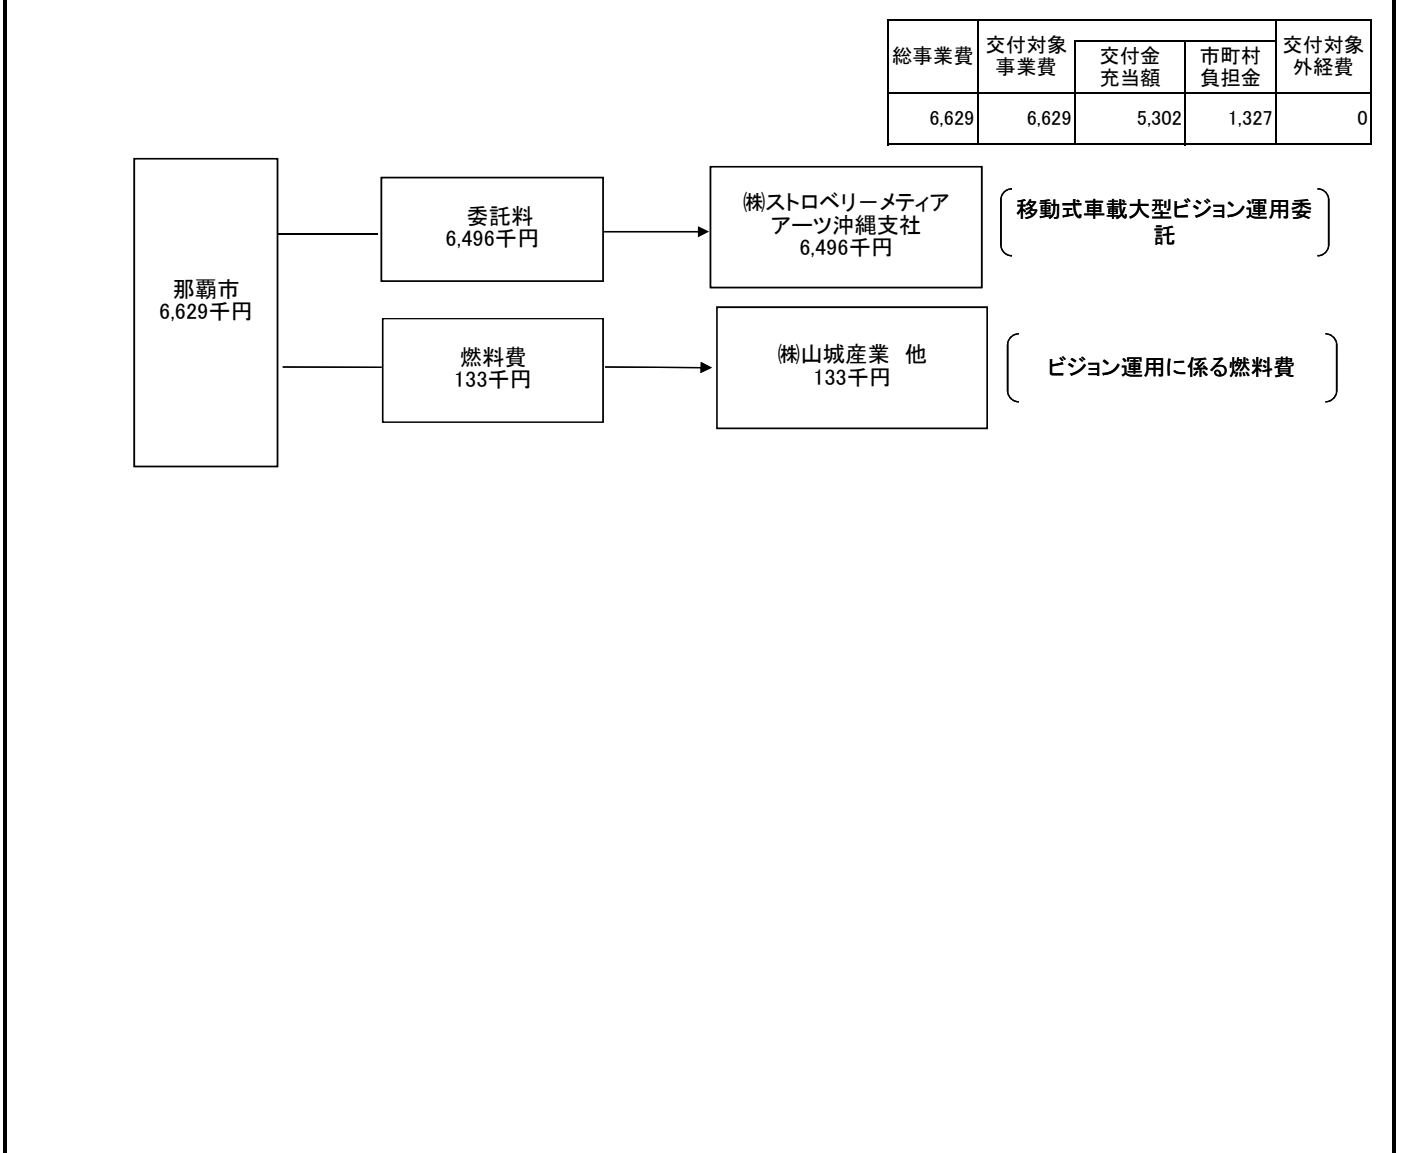 総事業費
交付対象
事業費
交付金
充当額
市町村
負担金
交付対象
外経費
6,629
6,629
5,302
1,327
0
那覇市
6,629千円
委託料
6,496千円
㈱ストロベリーメティア
アーツ沖縄支社
6,496千円
移動式車載大型ビジョン運用委
託
燃料費
133千円
㈱山城産業　他
133千円
ビジョン運用に係る燃料費